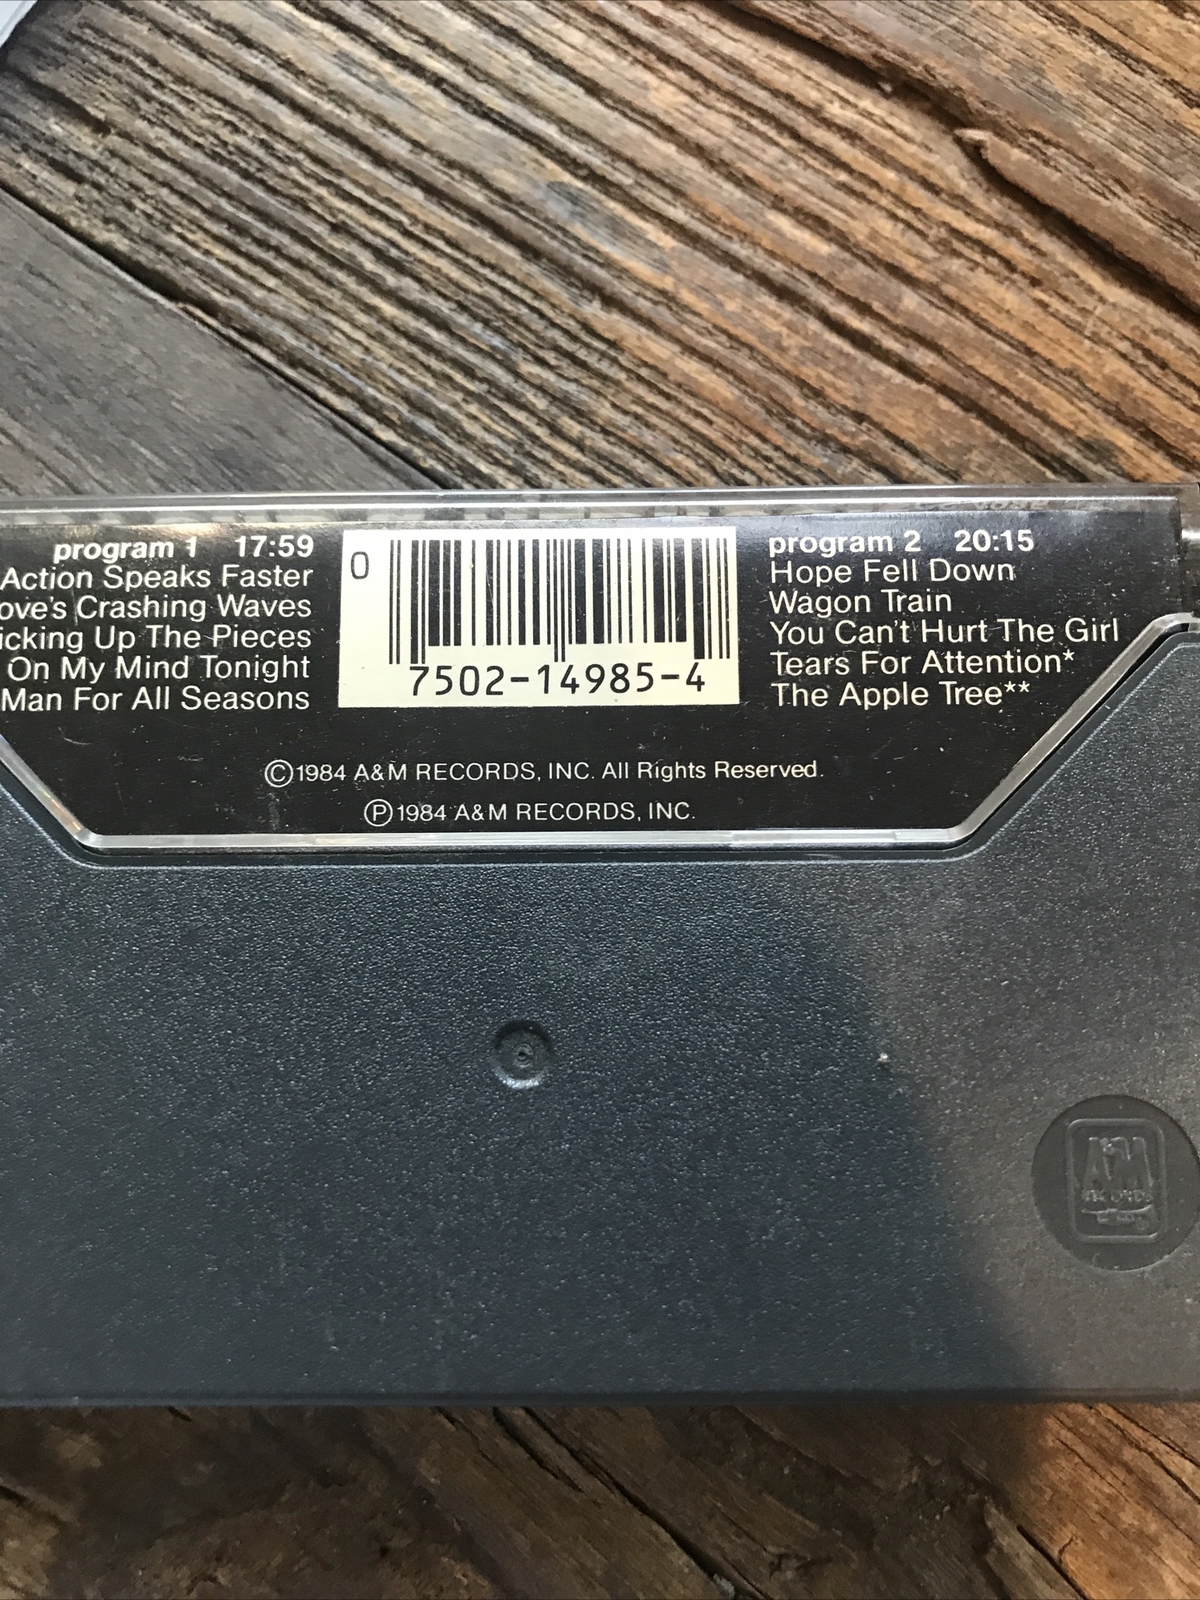 program 1 17:59
Action Speaks Faster
ove's Crashing Waves
icking Up The Pieces
On My Mind Tonight
Man For All Seasons
0
7502-14985-4
program 2 20:15
Hope Fell Down
Wagon Train
You Can't Hurt The Girl
Tears For Attention*
The Apple Tree**
©1984 A&M RECORDS, INC. All Rights Reserved.
℗1984 A&M RECORDS, INC.
A&M
RECORDS